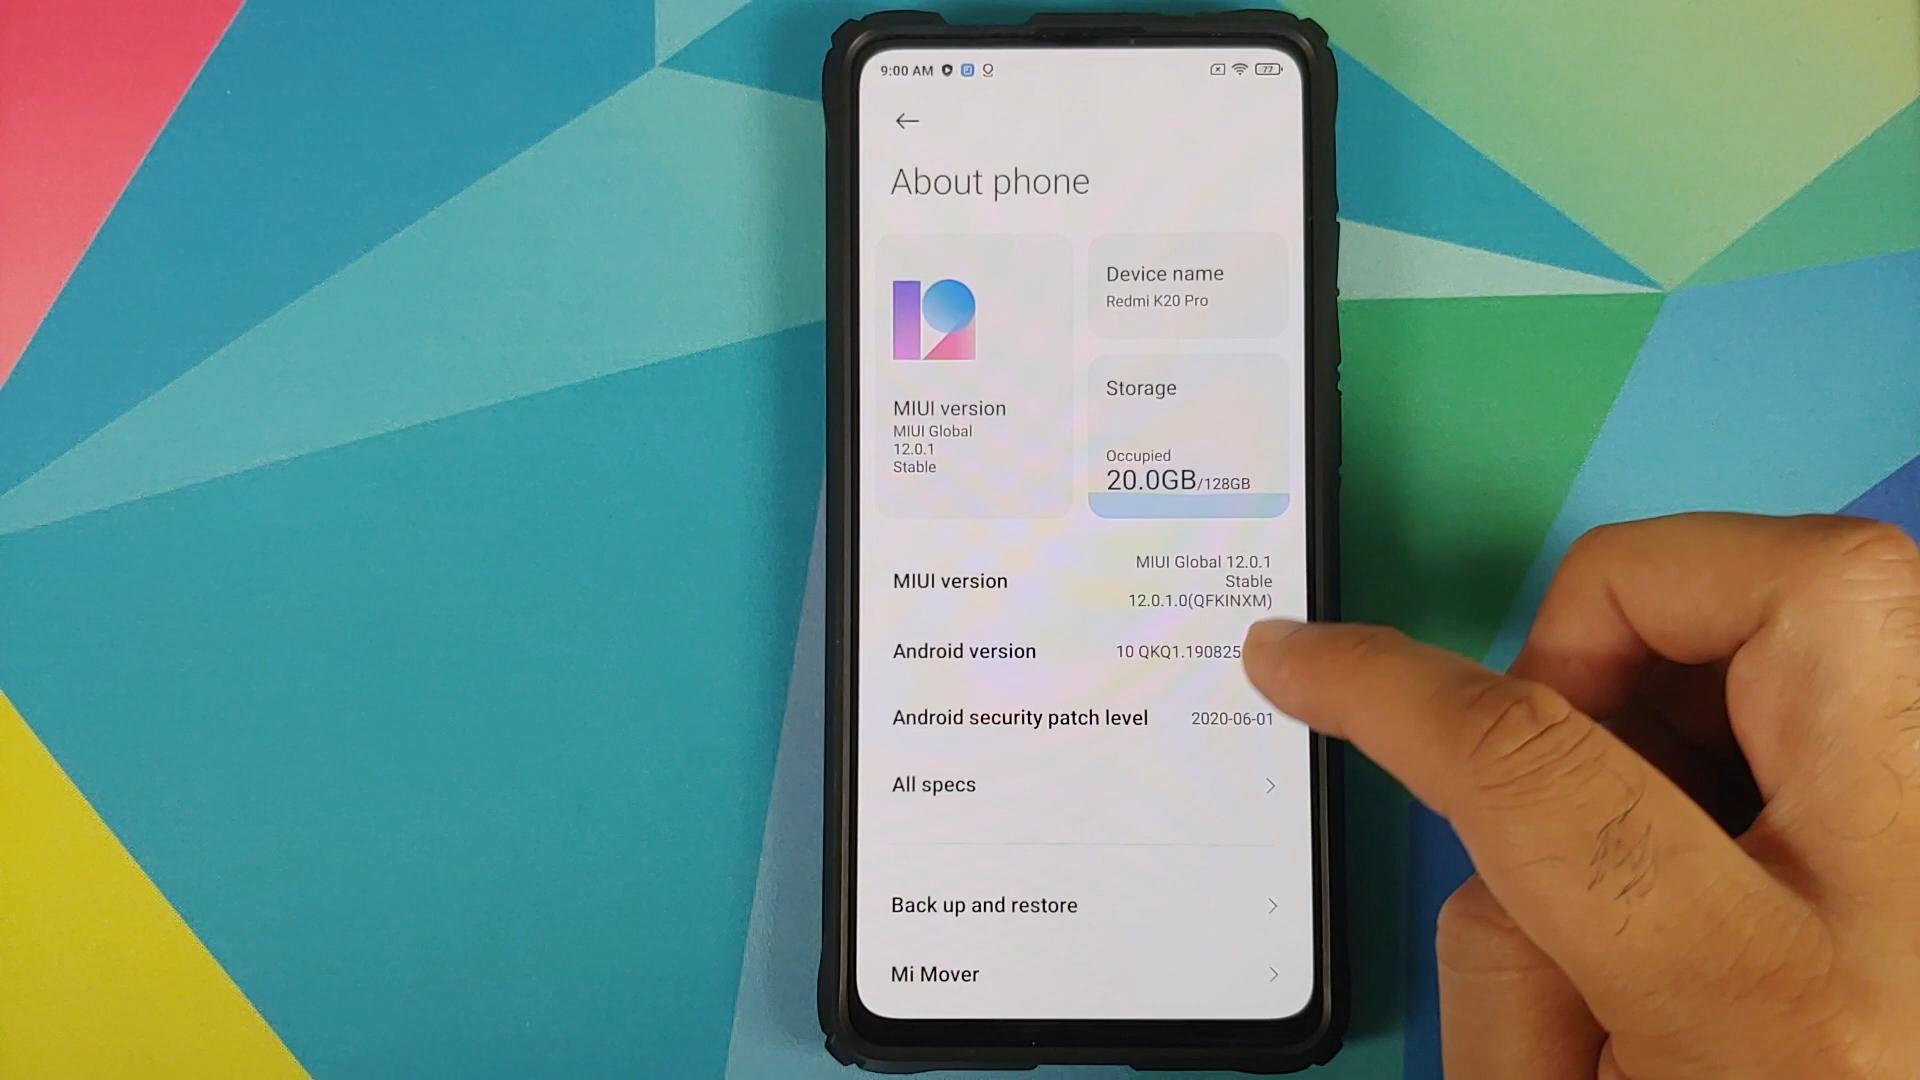 9:00 AM
77
About phone
Device name
Redmi K20 Pro
12
MIUI version
MIUI Global
12.0.1
Stable
Storage
Occupied
20.0GB/128GB
MIUI version
MIUI Global 12.0.1
Stable
12.0.1.0(QFKINXM)
Android version
10 QKQ1.190825
Android security patch level
2020-06-01
All specs
Back up and restore
Mi Mover